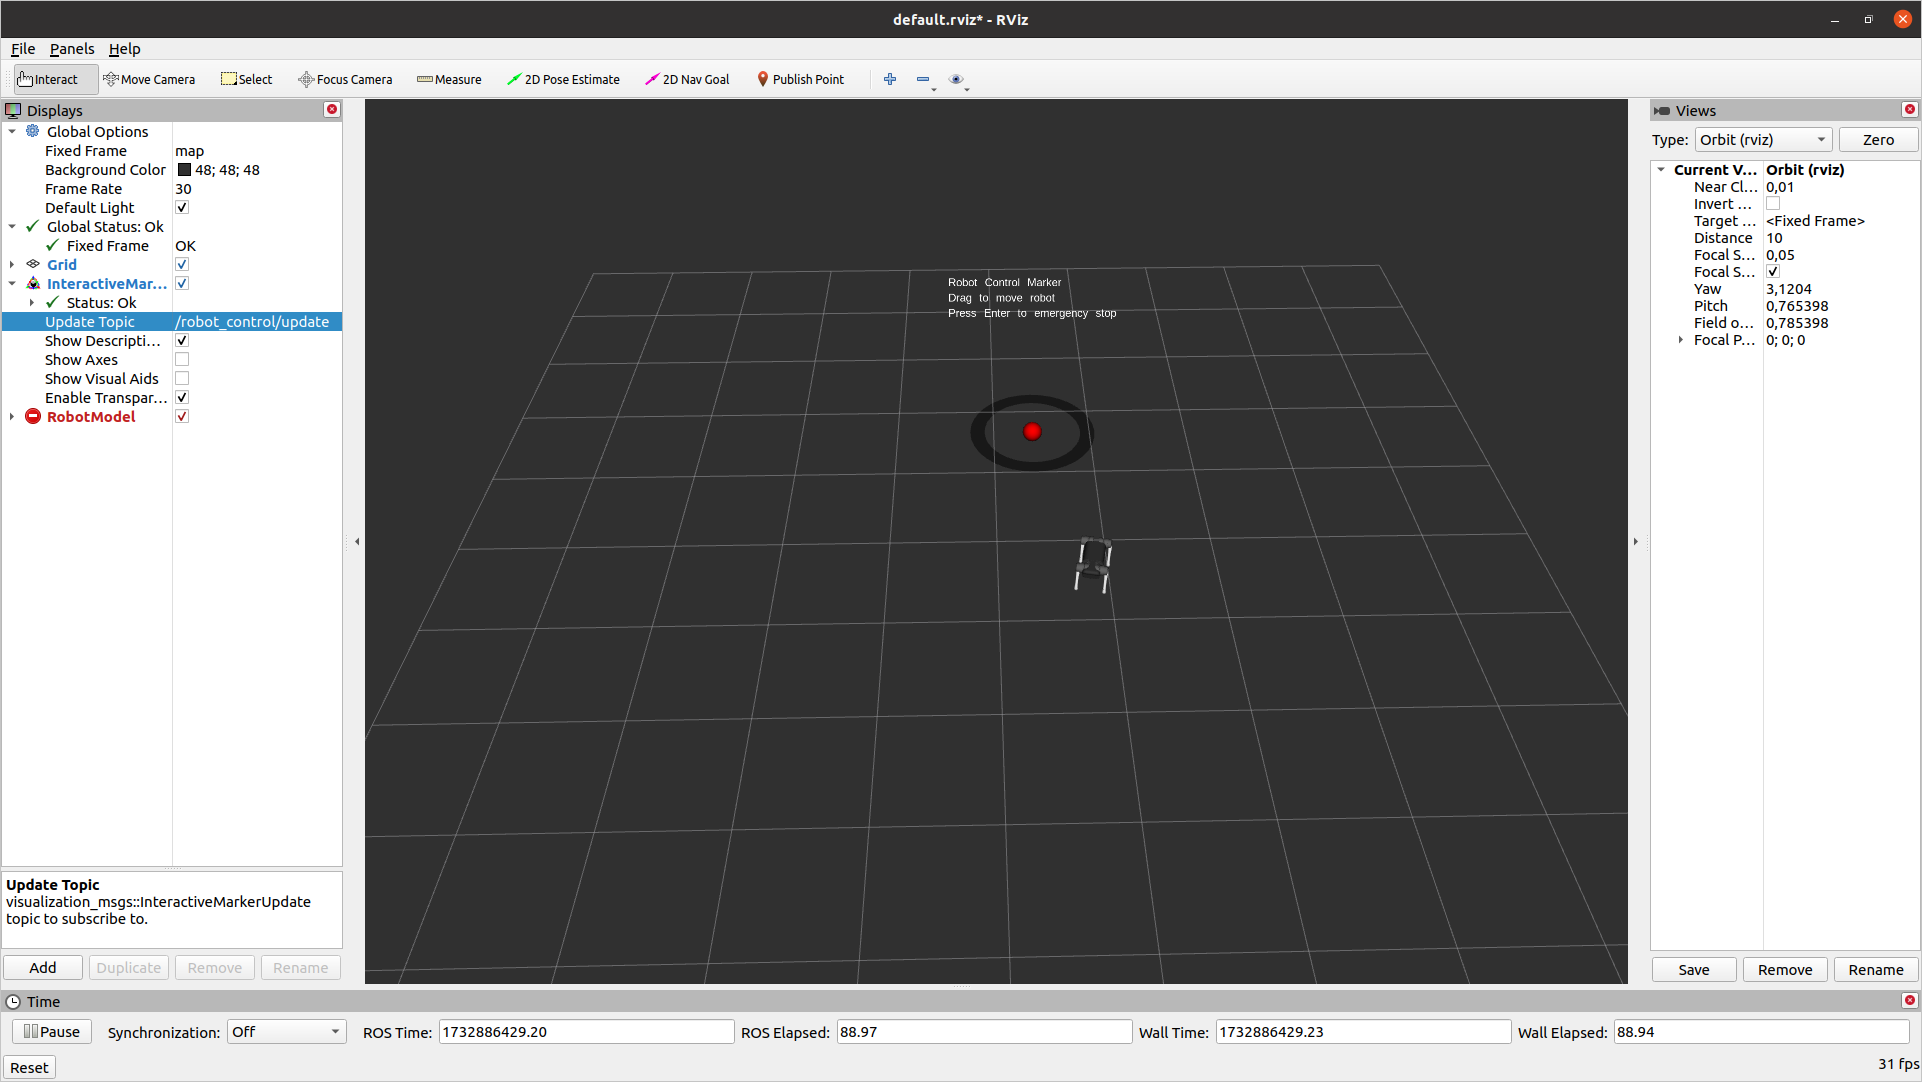 default.rviz* - RViz
File Panels Help
Interact Move Camera Select Focus Camera Measure 2D Pose Estimate 2D Nav Goal Publish Point
Displays
Global Options
Fixed Frame map
Background Color 48; 48; 48
Frame Rate 30
Default Light
Global Status: Ok
Fixed Frame OK
Grid
InteractiveMar...
Status: Ok
Update Topic /robot_control/update
Show Descripti...
Show Axes
Show Visual Aids
Enable Transpar...
RobotModel
Update Topic
visualization_msgs::InteractiveMarkerUpdate
topic to subscribe to.
Add Duplicate Remove Rename
Robot Control Marker
Drag to move robot
Press Enter to emergency stop
Views
Type: Orbit (rviz) Zero
Current V... Orbit (rviz)
Near Cl... 0,01
Invert ...
Target ... <Fixed Frame>
Distance 10
Focal S... 0,05
Focal S...
Yaw 3,1204
Pitch 0,765398
Field o... 0,785398
Focal P... 0; 0; 0
Save Remove Rename
Time
Pause Synchronization: Off ROS Time: 1732886429.20 ROS Elapsed: 88.97 Wall Time: 1732886429.23 Wall Elapsed: 88.94
Reset 31 fps